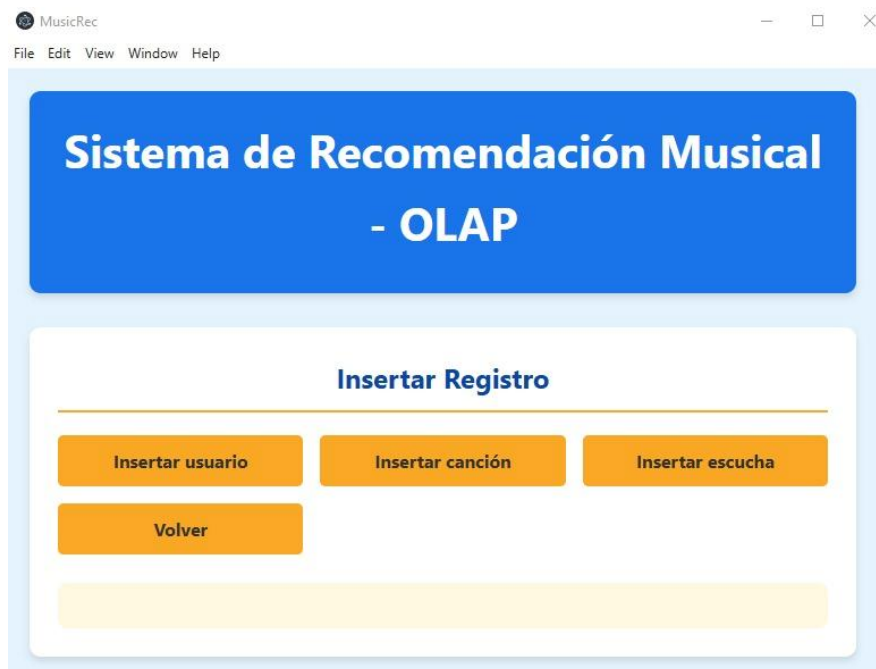 MusicRec
File Edit View Window Help
Sistema de Recomendación Musical
- OLAP
Insertar Registro
Insertar usuario Insertar canción Insertar escucha
Volver